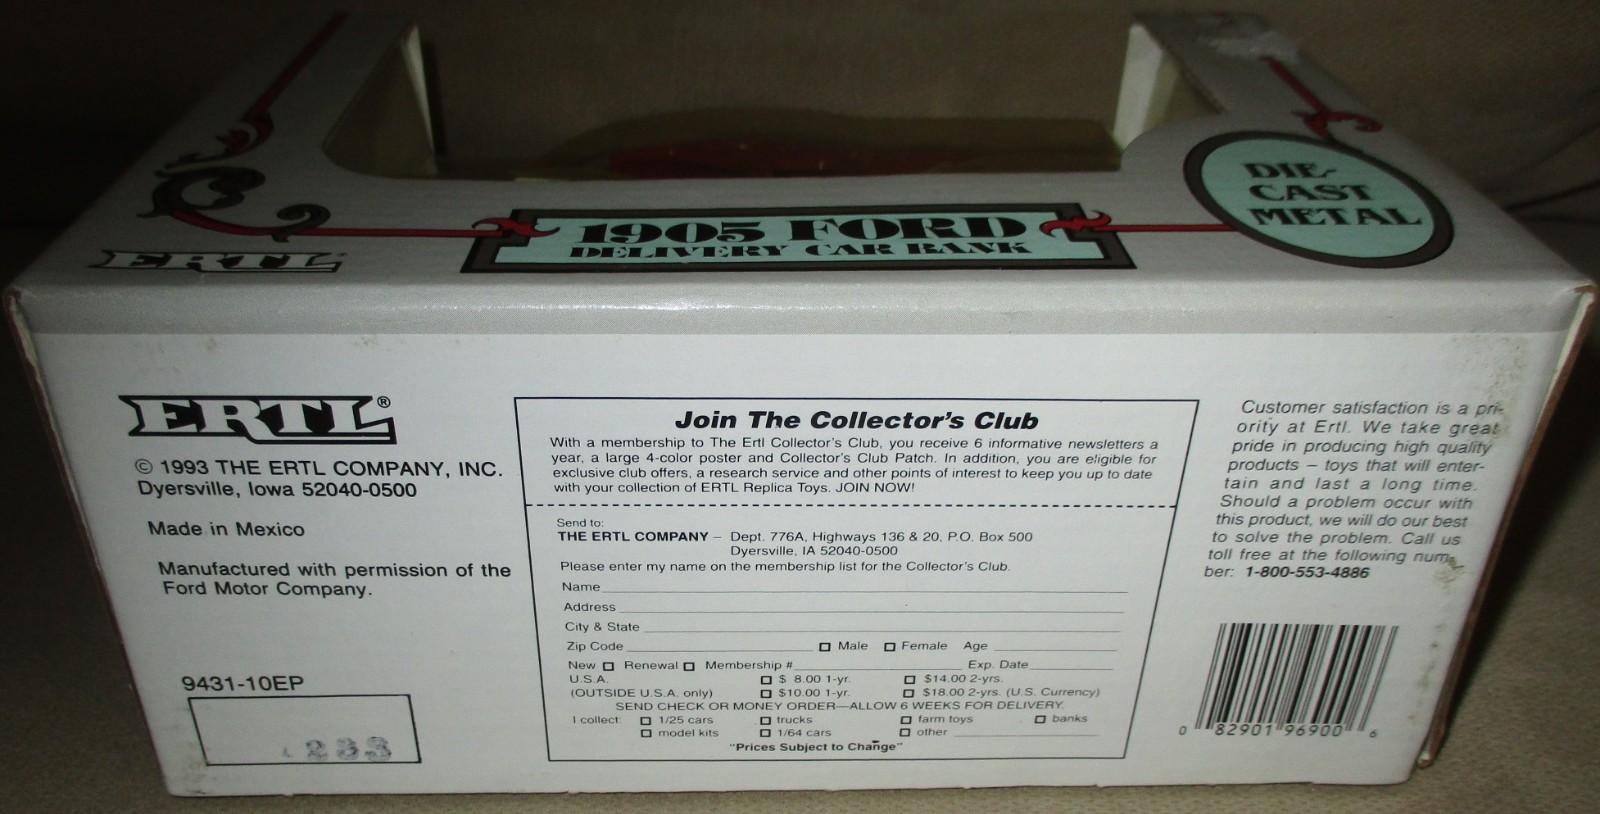 1905 FORD
DELIVERY CAR BANK
DIE-
CAST
METAL
ERTL
ERTL®
© 1993 THE ERTL COMPANY, INC.
Dyersville, Iowa 52040-0500
Made in Mexico
Manufactured with permission of the
Ford Motor Company.
9431-10EP
Join The Collector's Club
With a membership to The Ertl Collector's Club, you receive 6 informative newsletters a
year, a large 4-color poster and Collector's Club Patch. In addition, you are eligible for
exclusive club offers, a research service and other points of interest to keep you up to date
with your collection of ERTL Replica Toys. JOIN NOW!
Send to:
THE ERTL COMPANY – Dept. 776A, Highways 136 & 20, P.O. Box 500
Dyersville, IA 52040-0500
Please enter my name on the membership list for the Collector's Club.
Name
Address
City & State
Zip Code Male Female Age
New Renewal Membership # Exp. Date
U.S.A. $ 8.00 1-yr. $14.00 2-yrs.
(OUTSIDE U.S.A. only) $10.00 1-yr. $18.00 2-yrs. (U.S. Currency)
SEND CHECK OR MONEY ORDER—ALLOW 6 WEEKS FOR DELIVERY.
I collect: 1/25 cars trucks farm toys banks
model kits 1/64 cars other
"Prices Subject to Change"
Customer satisfaction is a pri-
ority at Ertl. We take great
pride in producing high quality
products – toys that will enter-
tain and last a long time.
Should a problem occur with
this product, we will do our best
to solve the problem. Call us
toll free at the following num-
ber: 1-800-553-4886
0 82901 96900 6